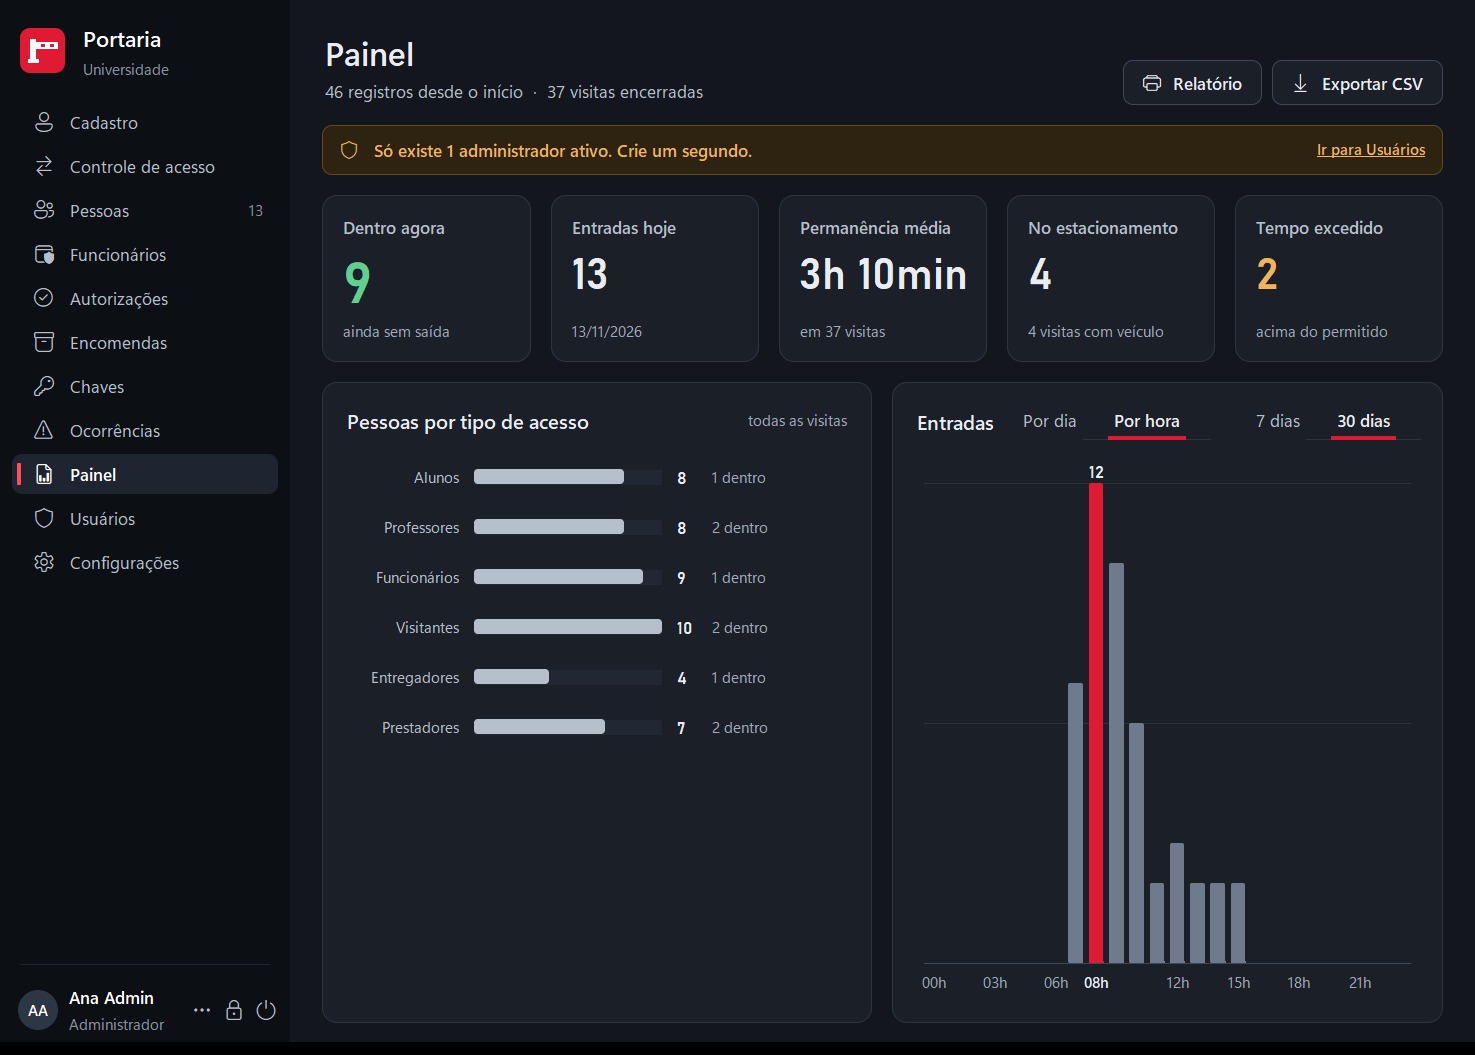 Portaria
Universidade
Cadastro
Controle de acesso
Pessoas 13
Funcionários
Autorizações
Encomendas
Chaves
Ocorrências
Painel
Usuários
Configurações
AA
Ana Admin
Administrador
Painel
46 registros desde o início · 37 visitas encerradas
Relatório
Exportar CSV
Só existe 1 administrador ativo. Crie um segundo.
Ir para Usuários
Dentro agora
9
ainda sem saída
Entradas hoje
13
13/11/2026
Permanência média
3h 10min
em 37 visitas
No estacionamento
4
4 visitas com veículo
Tempo excedido
2
acima do permitido
Pessoas por tipo de acesso todas as visitas
Alunos 8 1 dentro
Professores 8 2 dentro
Funcionários 9 1 dentro
Visitantes 10 2 dentro
Entregadores 4 1 dentro
Prestadores 7 2 dentro
Entradas Por dia Por hora 7 dias 30 dias
12
00h 03h 06h 08h 12h 15h 18h 21h